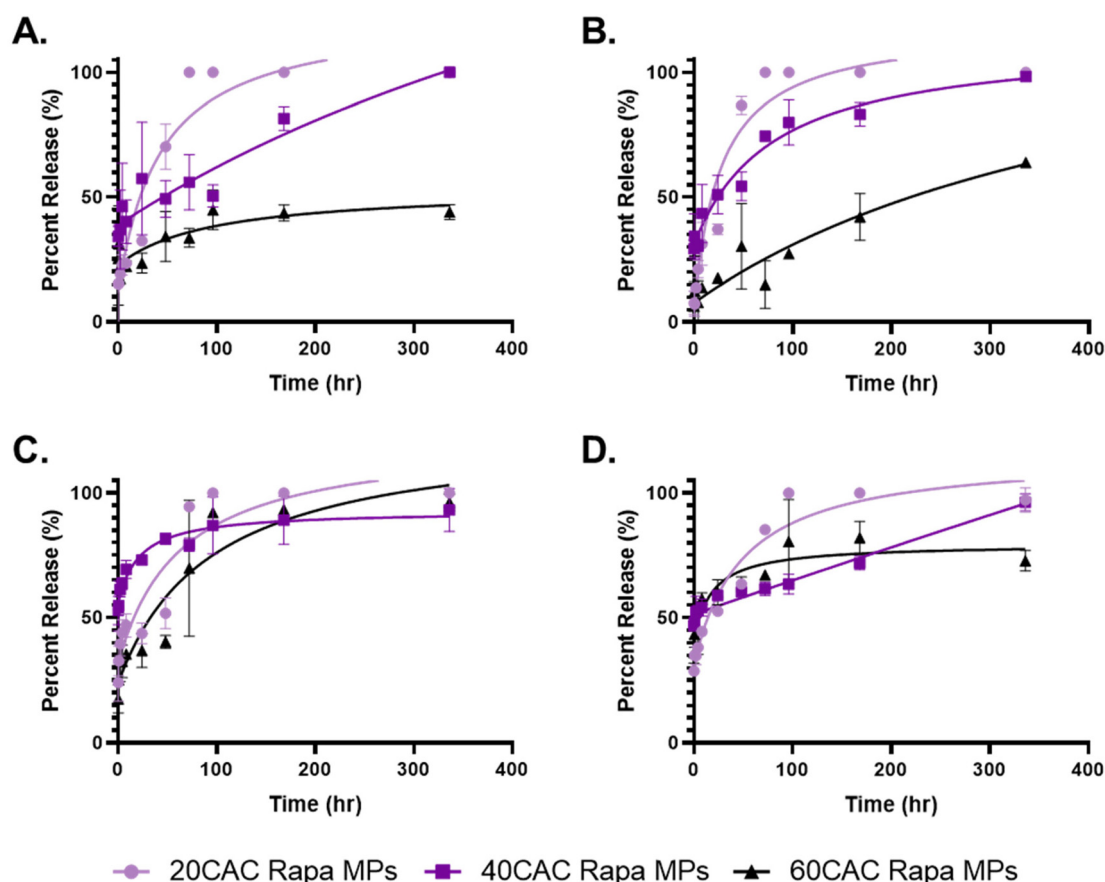 A.
B.
Percent Release (%)
100
50
0
0 100 200 300 400
Time (hr)
Percent Release (%)
100
50
0
0 100 200 300 400
Time (hr)
C.
D.
Percent Release (%)
100
50
0
0 100 200 300 400
Time (hr)
Percent Release (%)
100
50
0
0 100 200 300 400
Time (hr)
20CAC Rapa MPs 40CAC Rapa MPs 60CAC Rapa MPs